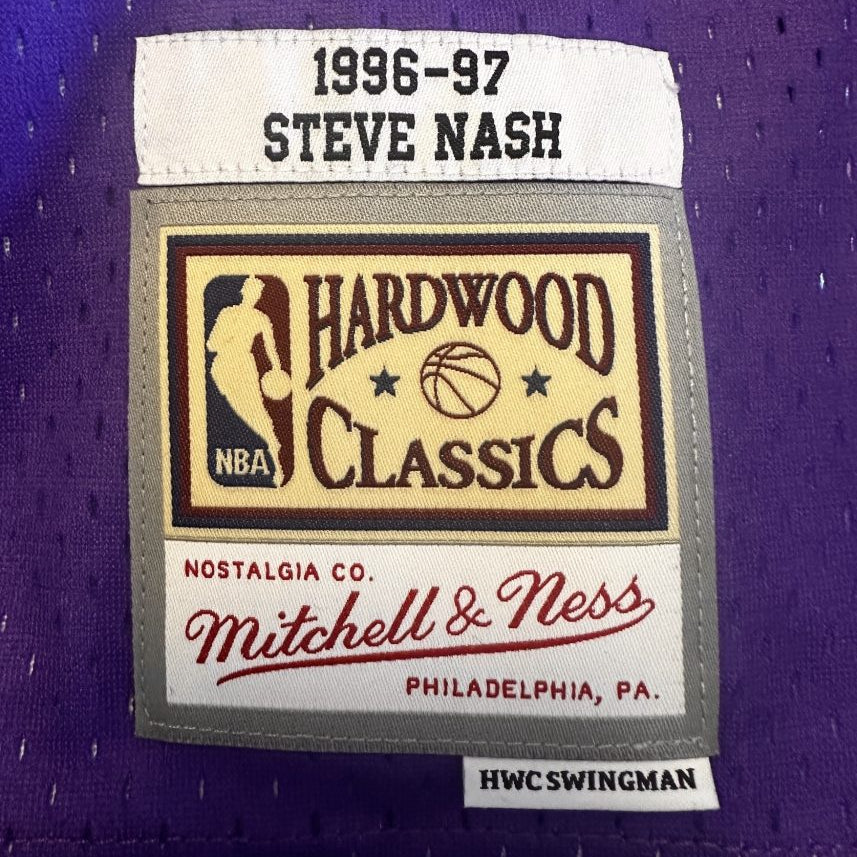 1996-97
STEVE NASH
HARDWOOD
CLASSICS
NBA
NOSTALGIA CO.
Mitchell & Ness
PHILADELPHIA, PA.
HWC SWINGMAN